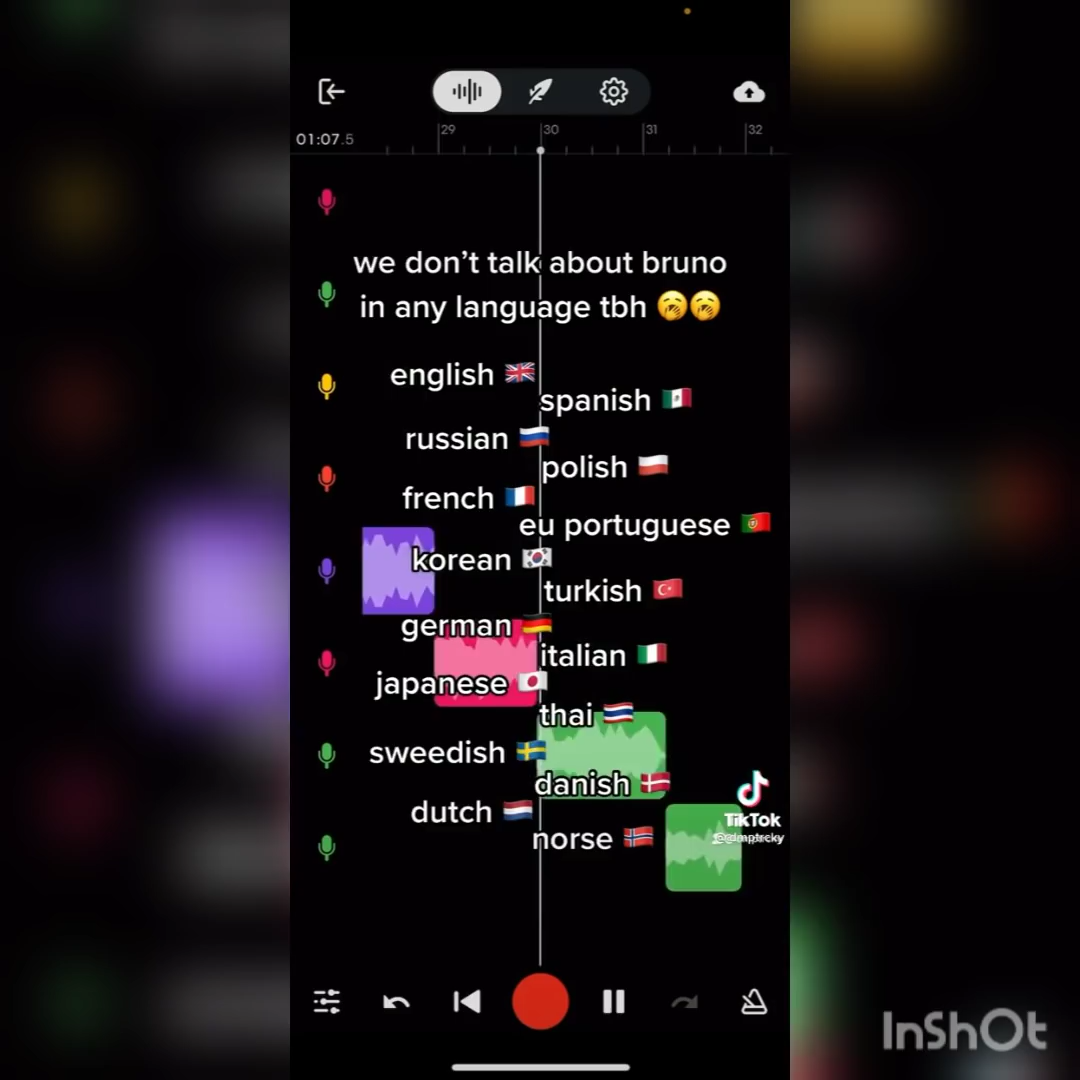 29 30 31 32
01:07.5
we don’t talk about bruno
in any language tbh 🥱🥱
english 🇬🇧
spanish 🇲🇽
russian 🇷🇺
polish 🇵🇱
french 🇫🇷
eu portuguese 🇵🇹
korean 🇰🇷
turkish 🇹🇷
german 🇩🇪
italian 🇮🇹
japanese 🇯🇵
thai 🇹🇭
sweedish 🇸🇪
danish 🇩🇰
dutch 🇳🇱
TikTok
norse 🇳🇴
InShOt